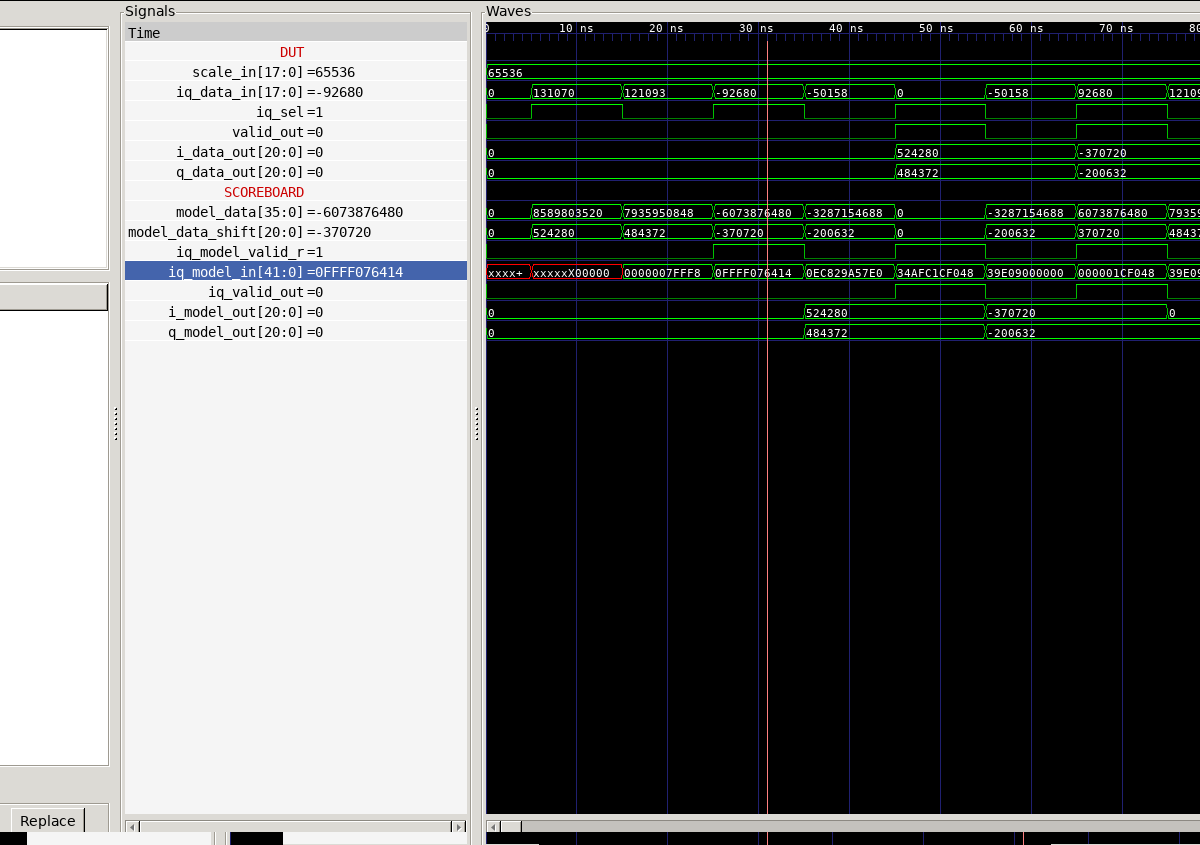 Signals
Waves
Time
0 10 ns 20 ns 30 ns 40 ns 50 ns 60 ns 70 ns 80
DUT
scale_in[17:0]=65536 65536
iq_data_in[17:0]=-92680 0 131070 121093 -92680 -50158 0 -50158 92680 1210
iq_sel=1
valid_out=0
i_data_out[20:0]=0 0 524280 -370720
q_data_out[20:0]=0 0 484372 -200632
SCOREBOARD
model_data[35:0]=-6073876480 0 8589803520 7935950848 -6073876480 -3287154688 0 -3287154688 6073876480 7935
model_data_shift[20:0]=-370720 0 524280 484372 -370720 -200632 0 -200632 370720 4843
iq_model_valid_r=1
iq_model_in[41:0]=0FFFF076414 xxxx+ xxxxxX00000 0000007FFF8 0FFFF076414 0EC829A57E0 34AFC1CF048 39E09000000 000001CF048 39E09
iq_valid_out=0
i_model_out[20:0]=0 0 524280 -370720 0
q_model_out[20:0]=0 0 484372 -200632
Replace